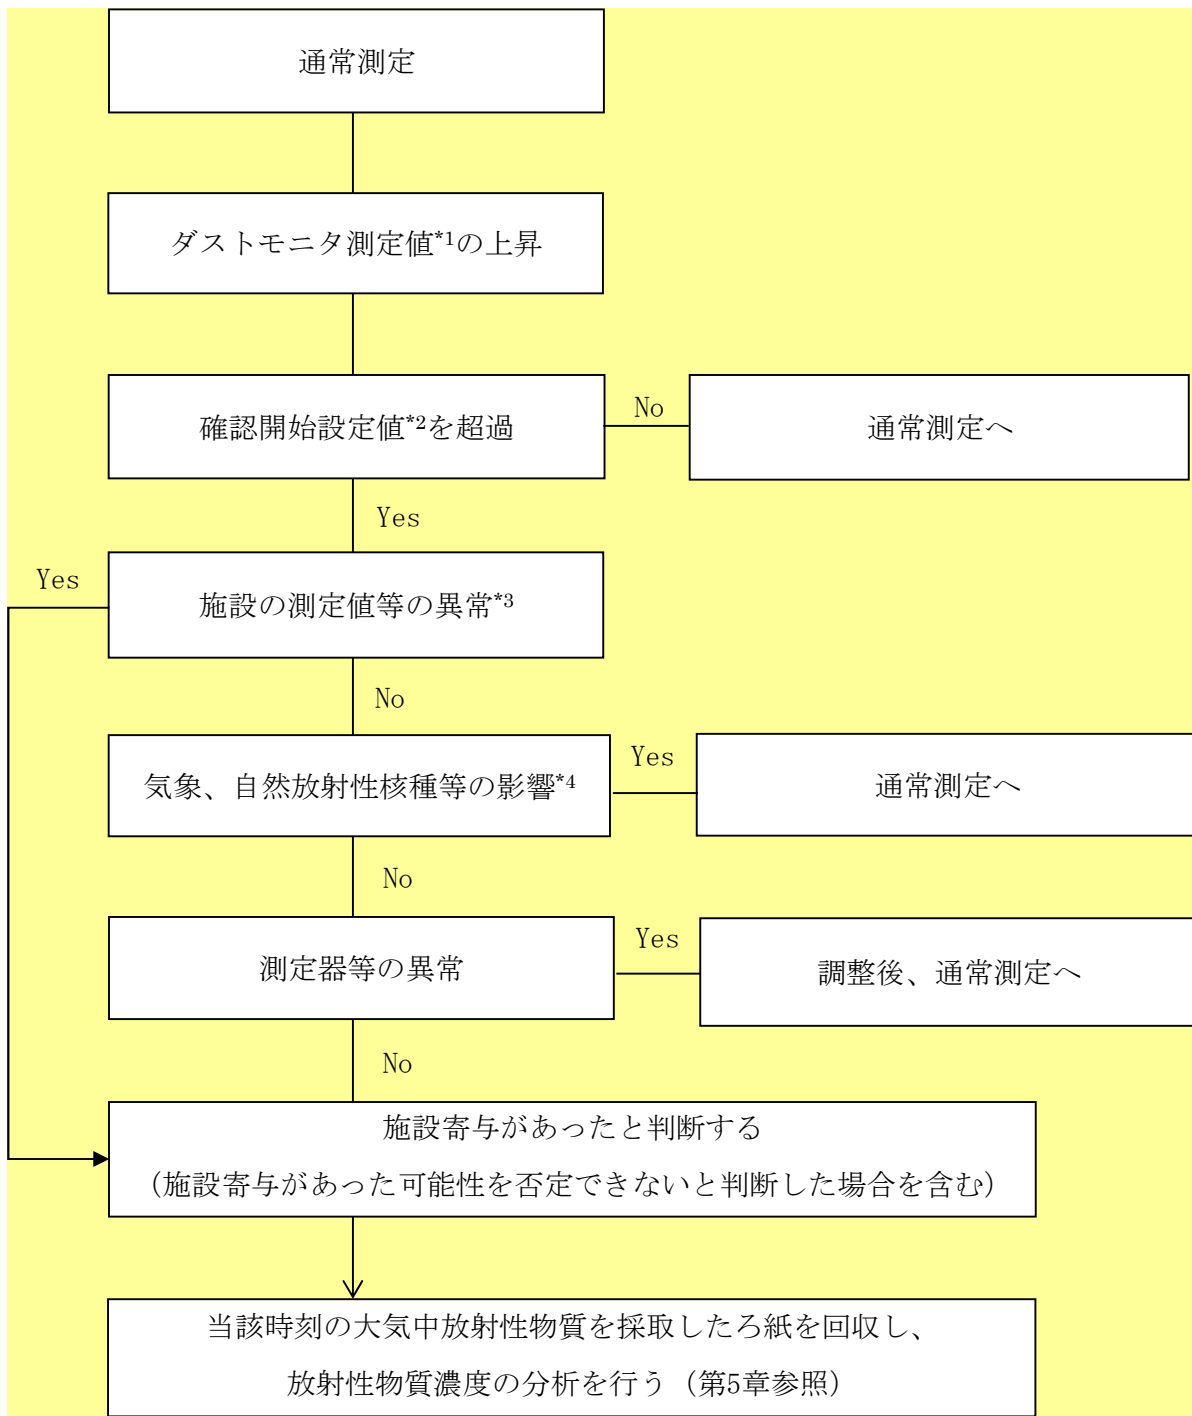 通常測定
ダストモニタ測定値*1の上昇
確認開始設定値*2を超過
No
通常測定へ
Yes
施設の測定値等の異常*3
Yes
No
気象、自然放射性核種等の影響*4
Yes
通常測定へ
No
測定器等の異常
Yes
調整後、通常測定へ
No
施設寄与があったと判断する
（施設寄与があった可能性を否定できないと判断した場合を含む）
当該時刻の大気中放射性物質を採取したろ紙を回収し、
放射性物質濃度の分析を行う（第5章参照）